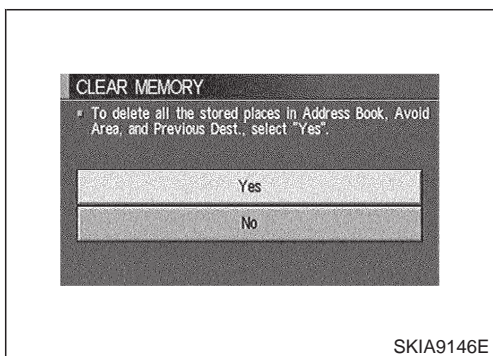 CLEAR MEMORY
To delete all the stored places in Address Book, Avoid
Area, and Previous Dest., select "Yes".
Yes
No
SKIA9146E